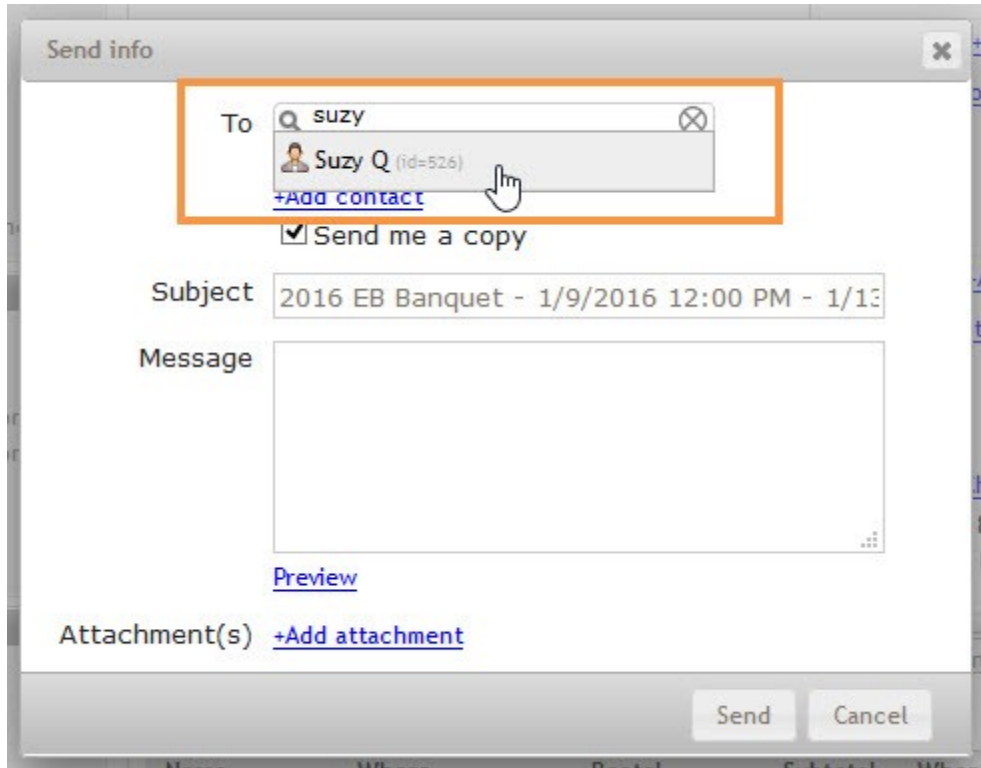 Send info
To suzy
Suzy Q (id=526)
+Add contact
Send me a copy
Subject 2016 EB Banquet - 1/9/2016 12:00 PM - 1/13
Message
Preview
Attachment(s) +Add attachment
Send Cancel